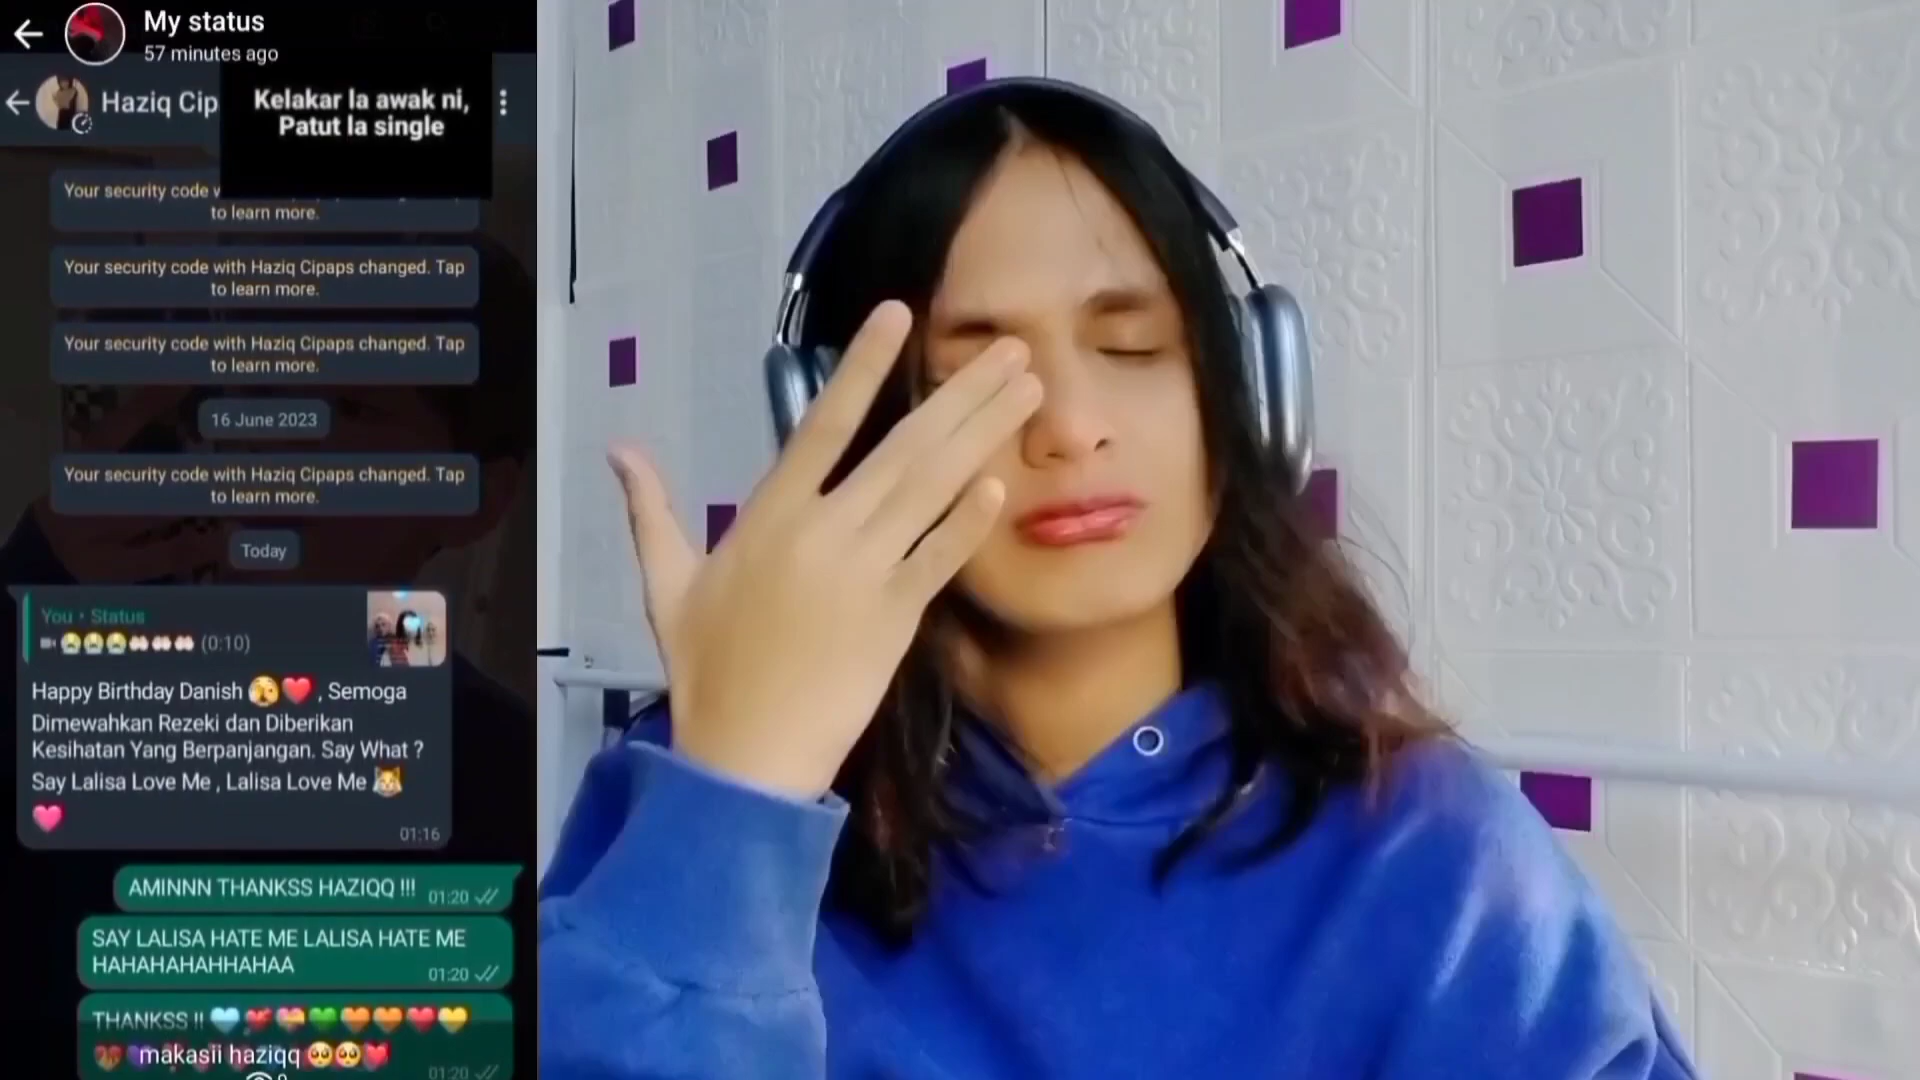 My status
57 minutes ago
Haziq Cip
Kelakar la awak ni,
Patut la single
Your security code
to learn more.
Your security code with Haziq Cipaps changed. Tap
to learn more.
Your security code with Haziq Cipaps changed. Tap
to learn more.
16 June 2023
Your security code with Haziq Cipaps changed. Tap
to learn more.
Today
You • Status
😭😭😭🤲🤲🤲 (0:10)
Happy Birthday Danish 🫣❤️ , Semoga
Dimewahkan Rezeki dan Diberikan
Kesihatan Yang Berpanjangan. Say What ?
Say Lalisa Love Me , Lalisa Love Me 😹
❤️
01:16
AMINNN THANKSS HAZIQQ !!!
01:20
SAY LALISA HATE ME LALISA HATE ME
HAHAHAHAHHAHAA
01:20
THANKSS !! 🩵💓💝💚🧡🧡❤️💛
makasii haziqq 🥺🥺💓
01:20